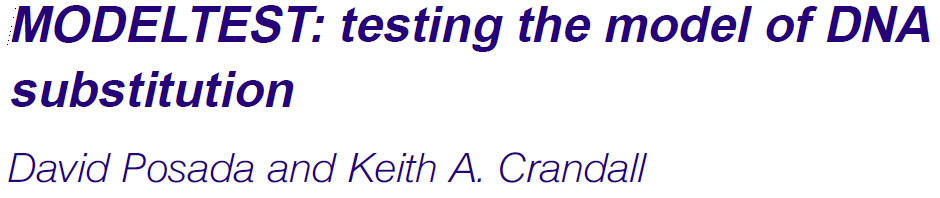 MODELTEST: testing the model of DNA
substitution
David Posada and Keith A. Crandall